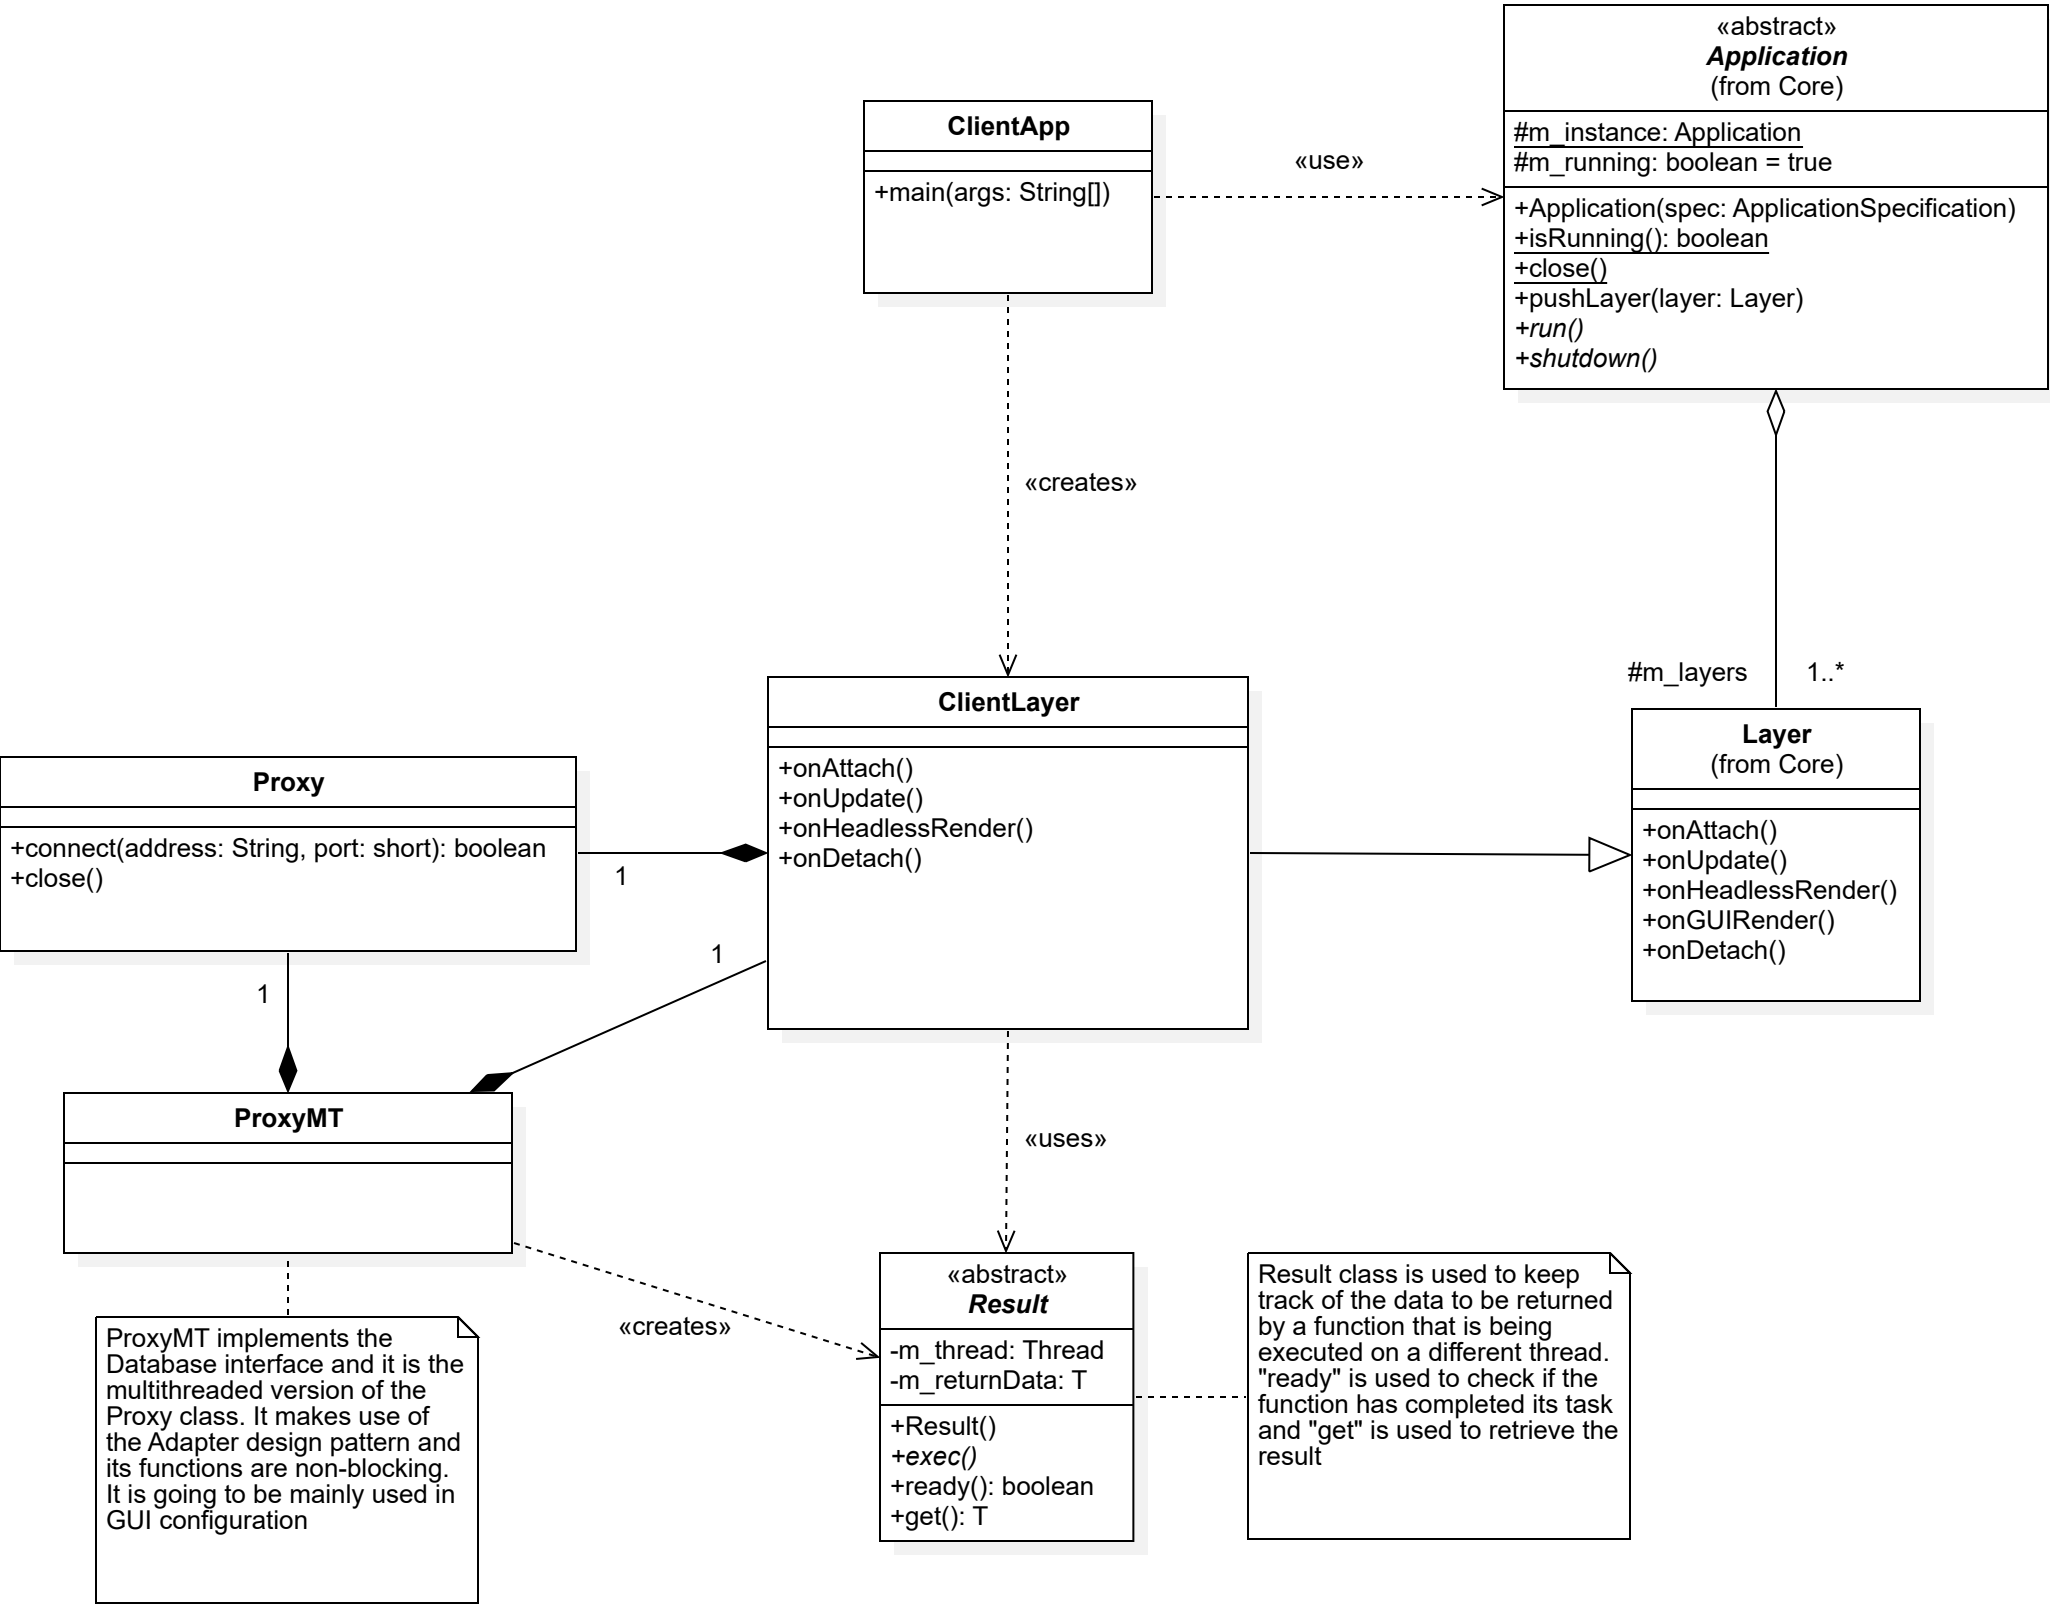 «abstract»
Application
(from Core)
#m_instance: Application
#m_running: boolean = true
+Application(spec: ApplicationSpecification)
+isRunning(): boolean
+close()
+pushLayer(layer: Layer)
+run()
+shutdown()
ClientApp
+main(args: String[])
«use»
«creates»
#m_layers
1..*
ClientLayer
+onAttach()
+onUpdate()
+onHeadlessRender()
+onDetach()
Layer
(from Core)
+onAttach()
+onUpdate()
+onHeadlessRender()
+onGUIRender()
+onDetach()
Proxy
+connect(address: String, port: short): boolean
+close()
1
1
1
ProxyMT
«uses»
«creates»
«abstract»
Result
-m_thread: Thread
-m_returnData: T
+Result()
+exec()
+ready(): boolean
+get(): T
Result class is used to keep
track of the data to be returned
by a function that is being
executed on a different thread.
"ready" is used to check if the
function has completed its task
and "get" is used to retrieve the
result
ProxyMT implements the
Database interface and it is the
multithreaded version of the
Proxy class. It makes use of
the Adapter design pattern and
its functions are non-blocking.
It is going to be mainly used in
GUI configuration